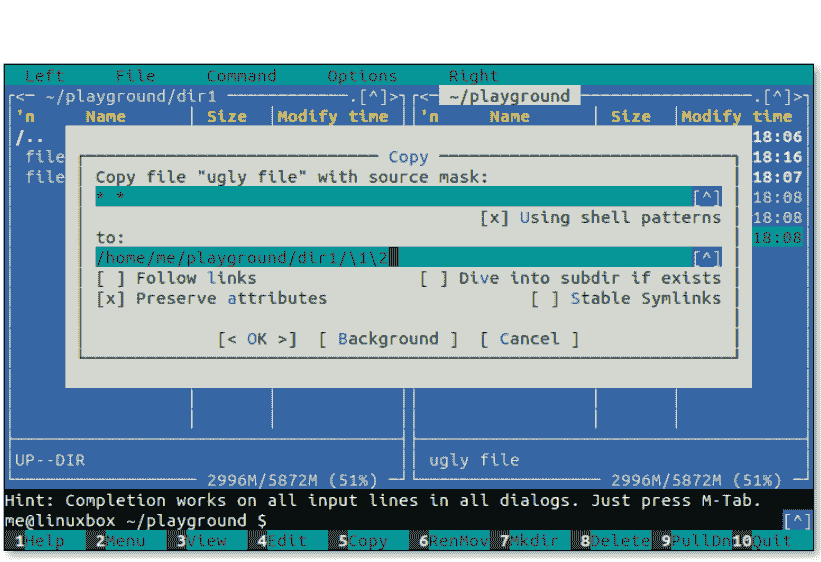 Left File Command Options Right
<─ ~/playground/dir1 .[^]> <─ ~/playground .[^]>
'n Name Size Modify time 'n Name Size Modify time
/.. 18:06
file 18:16
file 18:07
18:08
18:08
18:08
Copy
Copy file "ugly file" with source mask:
* * [^]
[x] Using shell patterns
to:
/home/me/playground/dir1/\1\2 [^]
[ ] Follow links [ ] Dive into subdir if exists
[x] Preserve attributes [ ] Stable Symlinks
[< OK >] [ Background ] [ Cancel ]
UP--DIR ugly file
2996M/5872M (51%) 2996M/5872M (51%)
Hint: Completion works on all input lines in all dialogs. Just press M-Tab.
me@linuxbox ~/playground $ [^]
1Help 2Menu 3View 4Edit 5Copy 6RenMov 7Mkdir 8Delete 9PullDn 10Quit